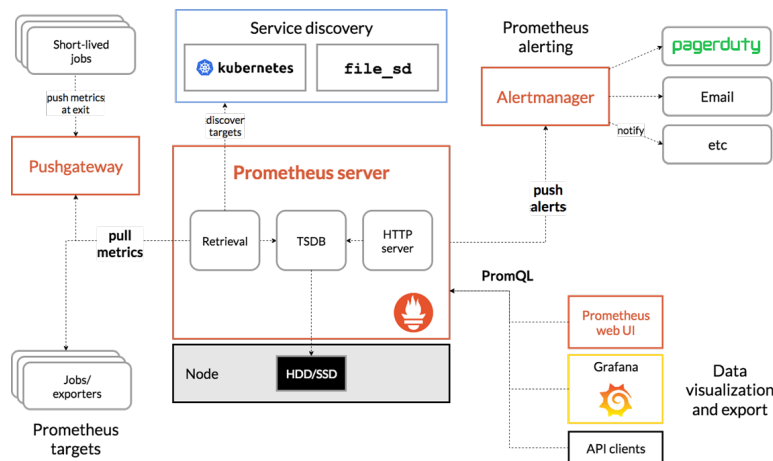 Short-lived
jobs
push metrics
at exit
Pushgateway
Service discovery
kubernetes
file_sd
discover
targets
Prometheus
alerting
Alertmanager
pagerduty
Email
etc
notify
Prometheus server
Retrieval
TSDB
HTTP
server
pull
metrics
push
alerts
PromQL
Node
HDD/SSD
Jobs/
exporters
Prometheus
targets
Prometheus
web UI
Grafana
API clients
Data
visualization
and export